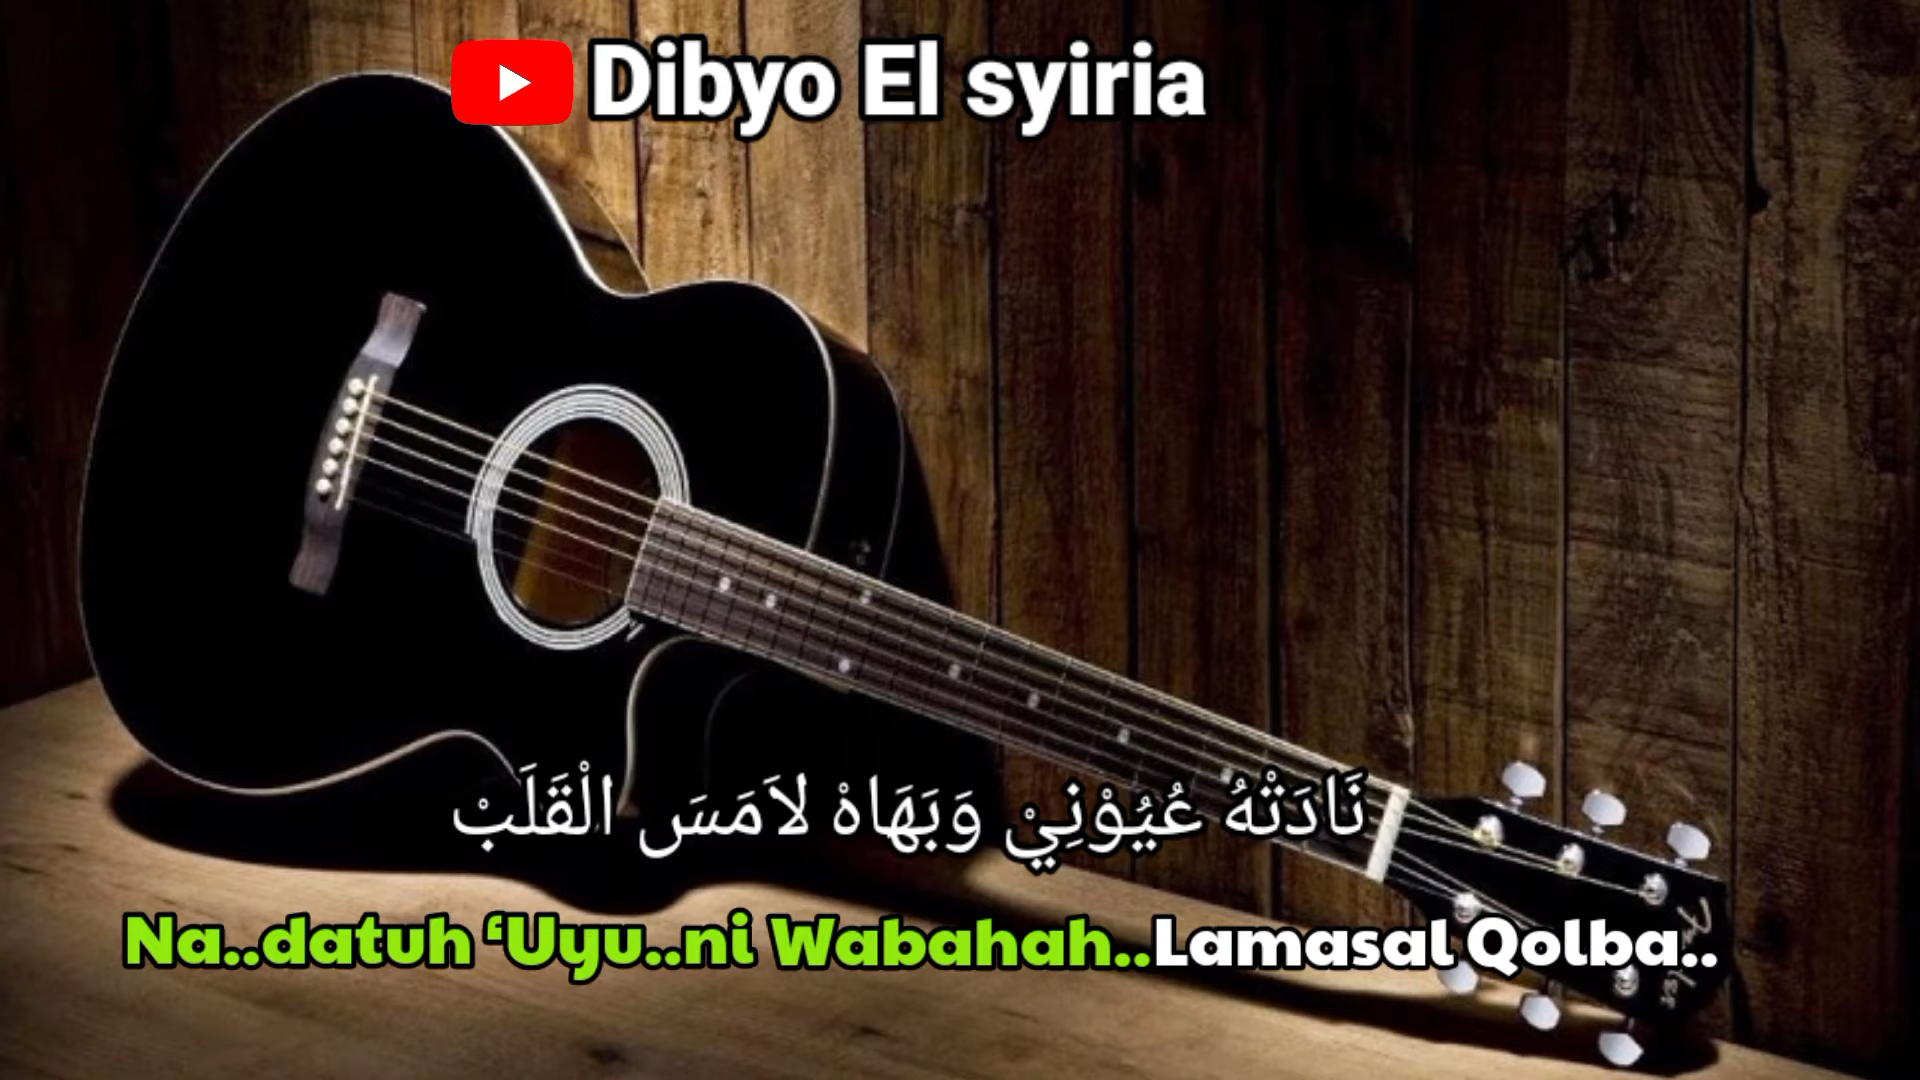 Dibyo El syiria
نَادَتْهُ عُيُوْنِيْ وَبَهَاهْ لاَمَسَ الْقَلَبْ
Na..datuh ‘Uyu..ni Wabahah..Lamasal Qolba..